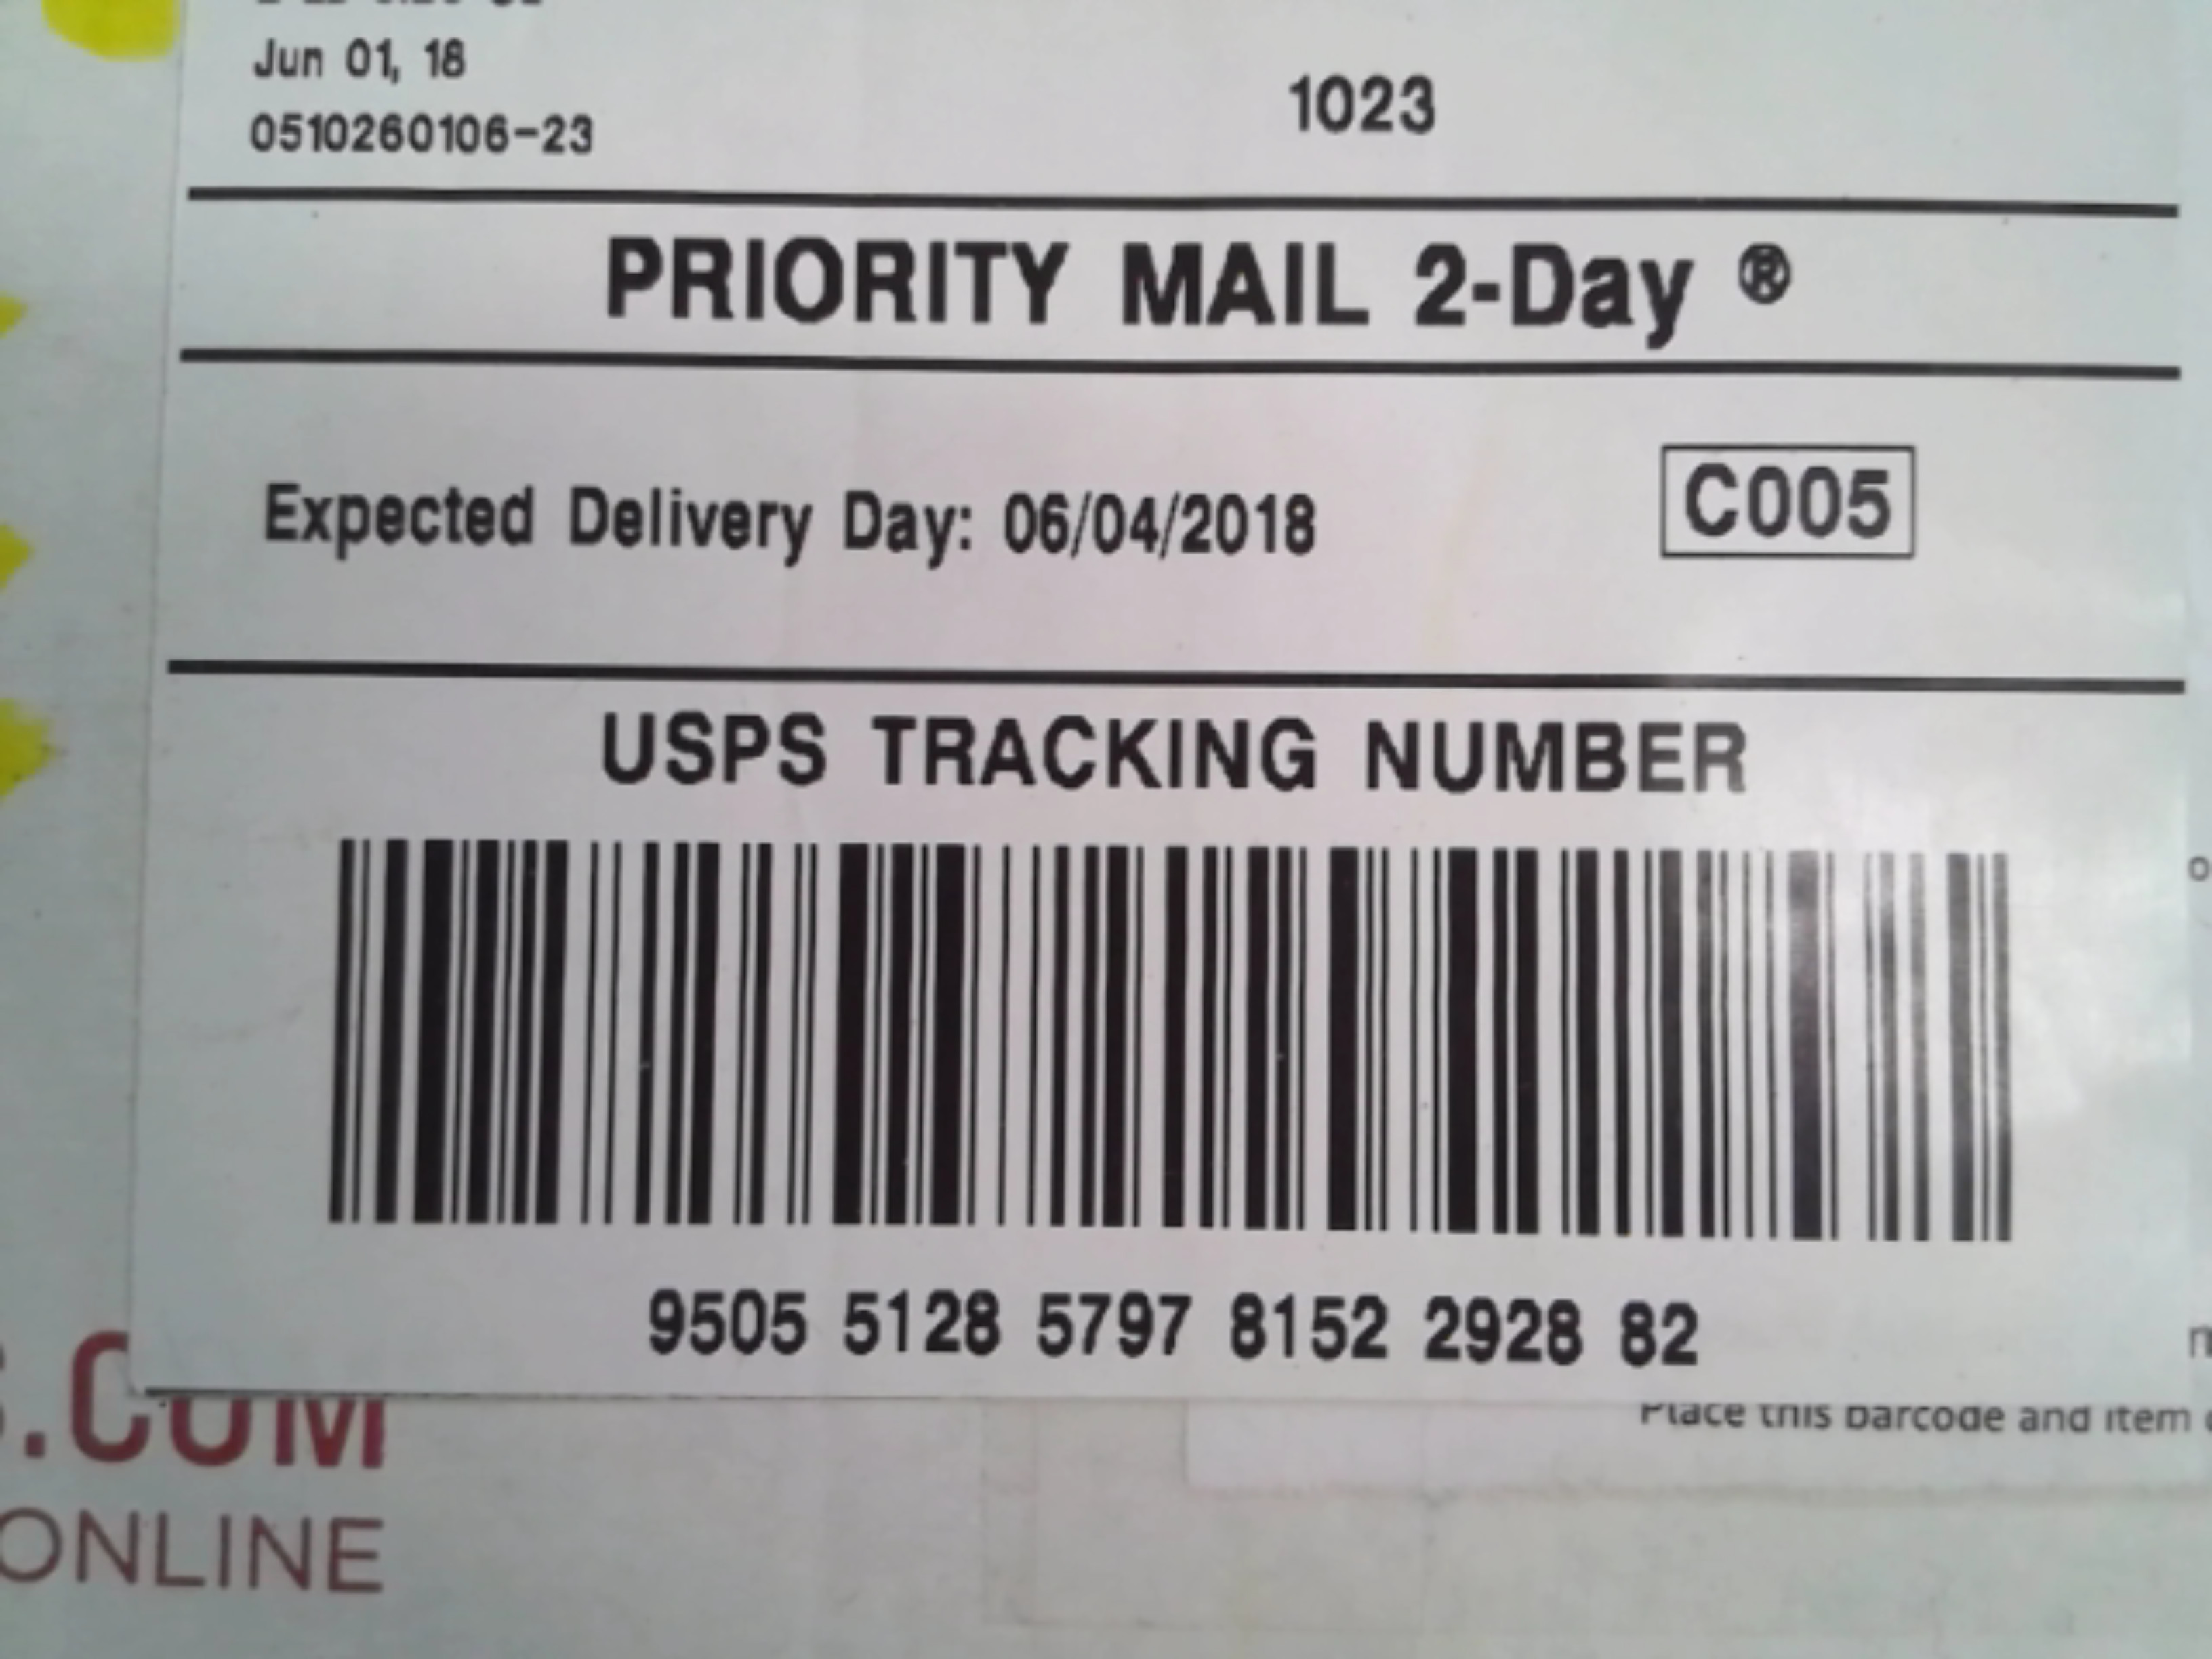 Jun 01, 18
0510260106-23
1023
PRIORITY MAIL 2-Day ®
Expected Delivery Day: 06/04/2018
C005
USPS TRACKING NUMBER
9505 5128 5797 8152 2928 82
.COM
Place this barcode and item
ONLINE